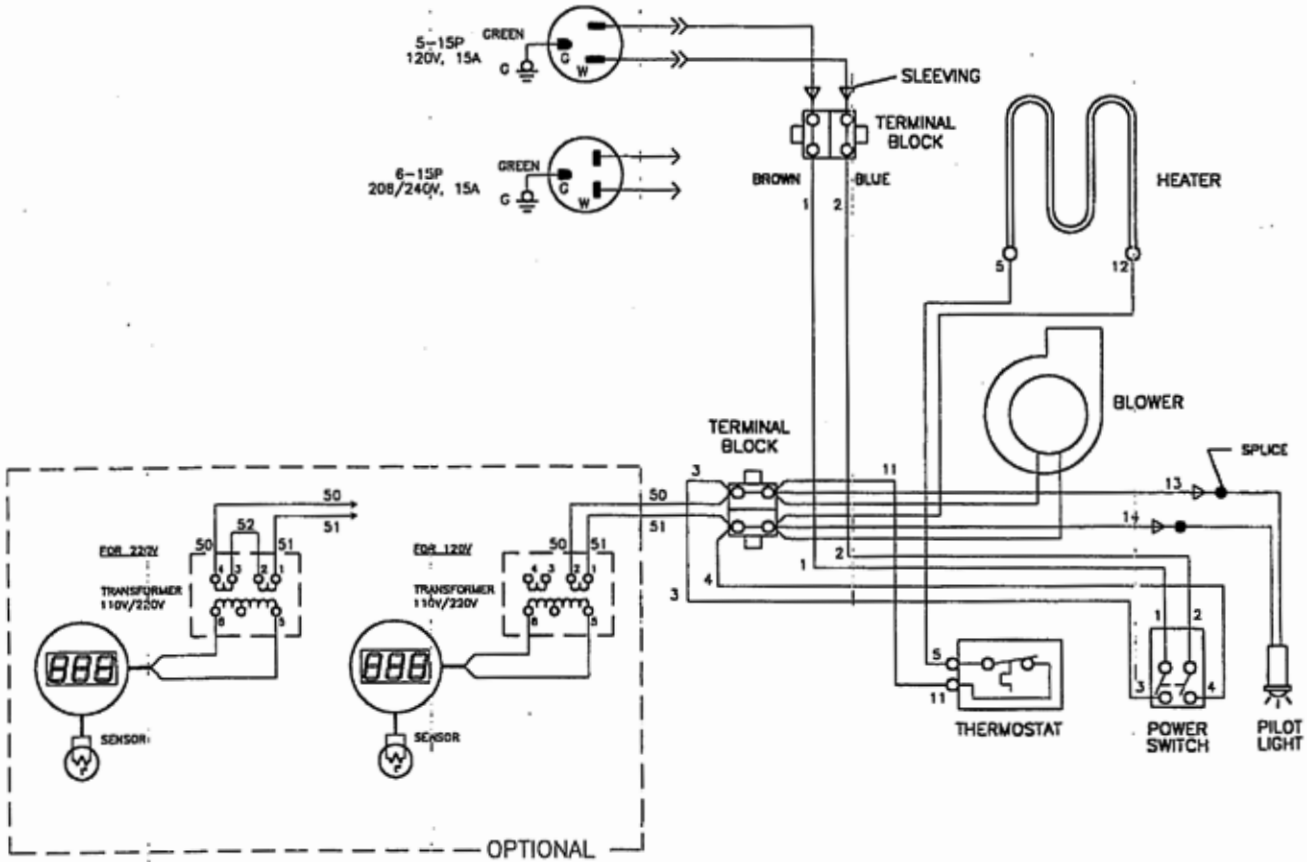 5-15P
120V, 15A
GREEN
G
G
W
SLEEVING
TERMINAL
BLOCK
6-15P
208/240V, 15A
GREEN
G
G
W
BROWN
BLUE
1
2
HEATER
5
12
BLOWER
TERMINAL
BLOCK
3
11
SPLICE
13
50
51
14
4
3
1
2
50
51
52
50
51
FOR 220V
4
3
2
1
TRANSFORMER
110V/220V
6
5
888
SENSOR
50
51
FOR 120V
4
3
2
1
TRANSFORMER
110V/220V
6
5
888
SENSOR
5
11
THERMOSTAT
1
2
3
4
POWER
SWITCH
PILOT
LIGHT
OPTIONAL